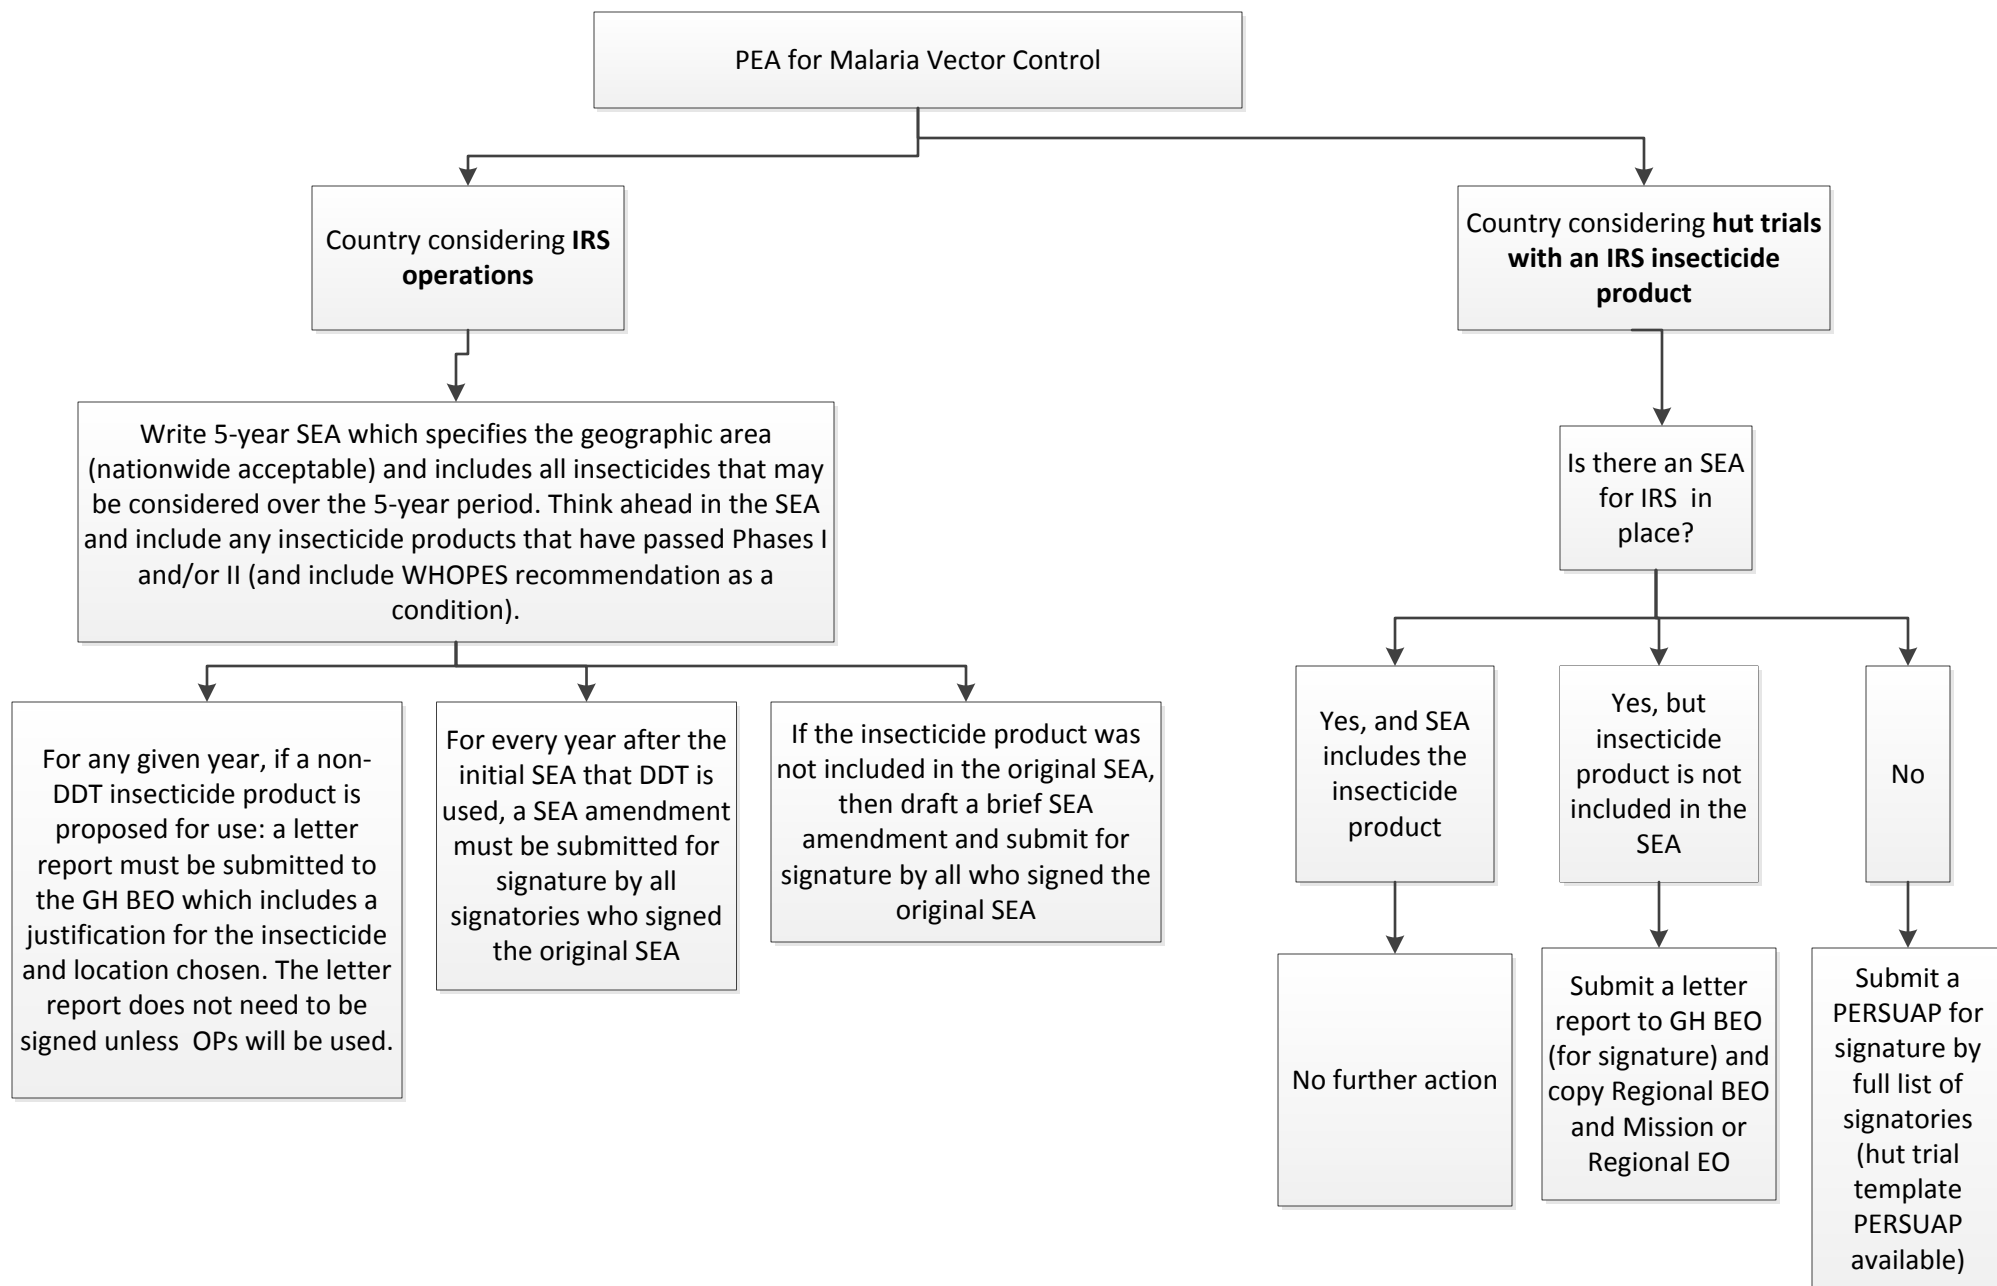 PEA for Malaria Vector Control
Country considering IRS
operations
Country considering hut trials
with an IRS insecticide
product
Write 5-year SEA which specifies the geographic area
(nationwide acceptable) and includes all insecticides that may
be considered over the 5-year period. Think ahead in the SEA
and include any insecticide products that have passed Phases I
and/or II (and include WHOPES recommendation as a
condition).
Is there an SEA
for IRS in
place?
For any given year, if a non-
DDT insecticide product is
proposed for use: a letter
report must be submitted to
the GH BEO which includes a
justification for the insecticide
and location chosen. The letter
report does not need to be
signed unless OPs will be used.
For every year after the
initial SEA that DDT is
used, a SEA amendment
must be submitted for
signature by all
signatories who signed
the original SEA
If the insecticide product was
not included in the original SEA,
then draft a brief SEA
amendment and submit for
signature by all who signed the
original SEA
Yes, and SEA
includes the
insecticide
product
Yes, but
insecticide
product is not
included in the
SEA
No
No further action
Submit a letter
report to GH BEO
(for signature) and
copy Regional BEO
and Mission or
Regional EO
Submit a
PERSUAP for
signature by
full list of
signatories
(hut trial
template
PERSUAP
available)